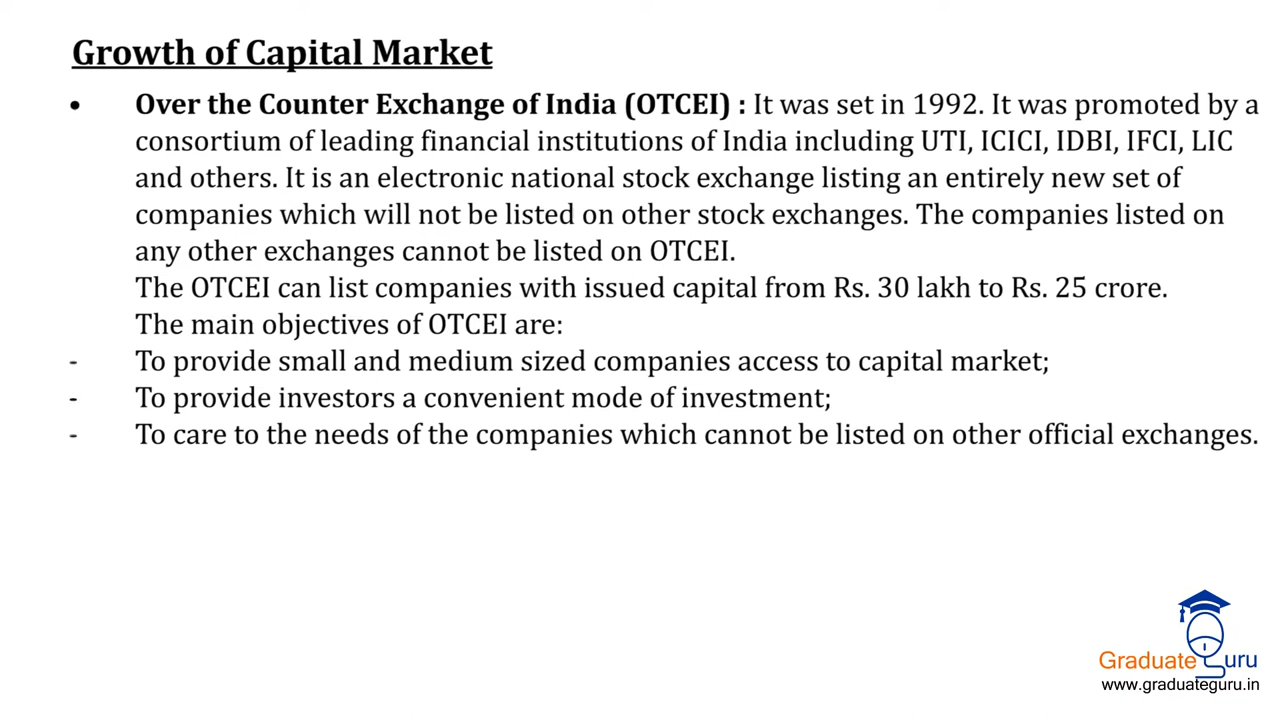 Growth of Capital Market
• Over the Counter Exchange of India (OTCEI) : It was set in 1992. It was promoted by a
consortium of leading financial institutions of India including UTI, ICICI, IDBI, IFCI, LIC
and others. It is an electronic national stock exchange listing an entirely new set of
companies which will not be listed on other stock exchanges. The companies listed on
any other exchanges cannot be listed on OTCEI.
The OTCEI can list companies with issued capital from Rs. 30 lakh to Rs. 25 crore.
The main objectives of OTCEI are:
- To provide small and medium sized companies access to capital market;
- To provide investors a convenient mode of investment;
- To care to the needs of the companies which cannot be listed on other official exchanges.
Graduate Guru
www.graduateguru.in